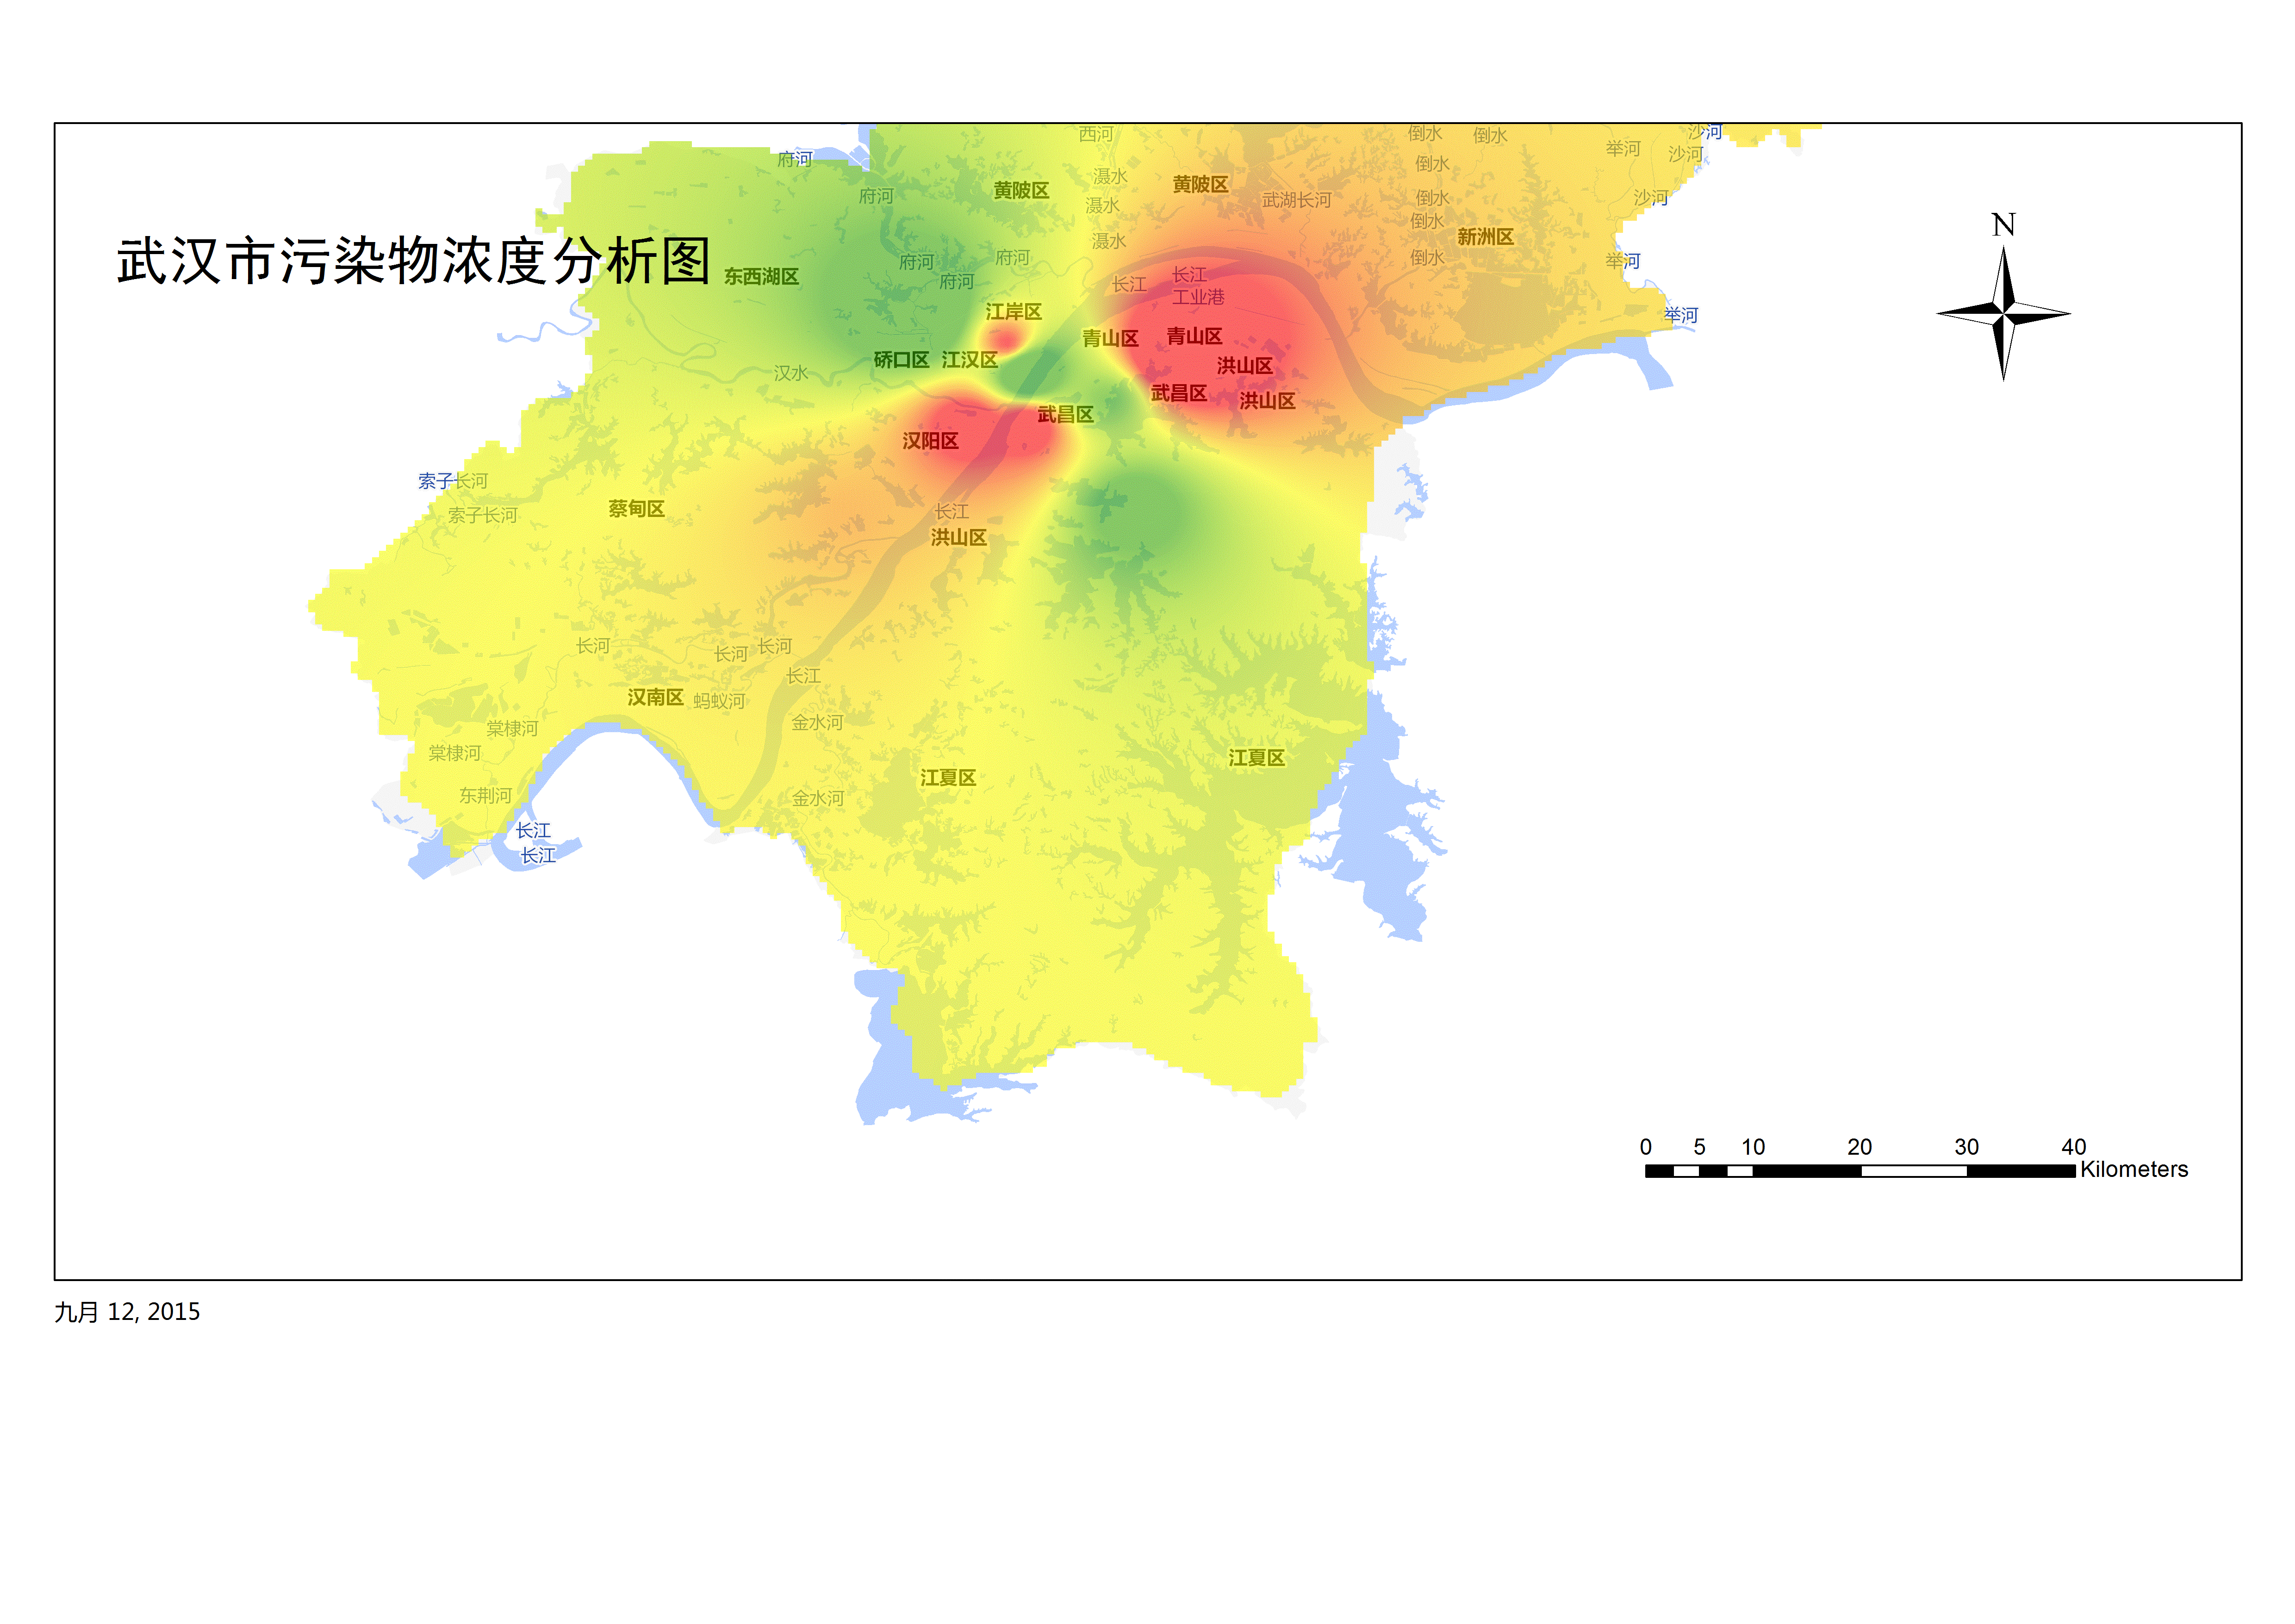 西河
倒水
倒水
沙河
府河
举河
沙河
黄陂区
滠水
黄陂区
倒水
府河
滠水
武湖长河
倒水
沙河
倒水
N
武汉市污染物浓度分析图
东西湖区
府河
府河
府河
滠水
长江
长江
工业港
新洲区
倒水
举河
江岸区
举河
硚口区
江汉区
青山区
青山区
汉水
洪山区
武昌区
武昌区
洪山区
汉阳区
索子长河
索子长河
蔡甸区
长江
洪山区
长河
长河
长河
长江
汉南区
蚂蚁河
金水河
棠棣河
棠棣河
东荆河
金水河
江夏区
江夏区
长江
长江
0 5 10 20 30 40
Kilometers
九月 12, 2015